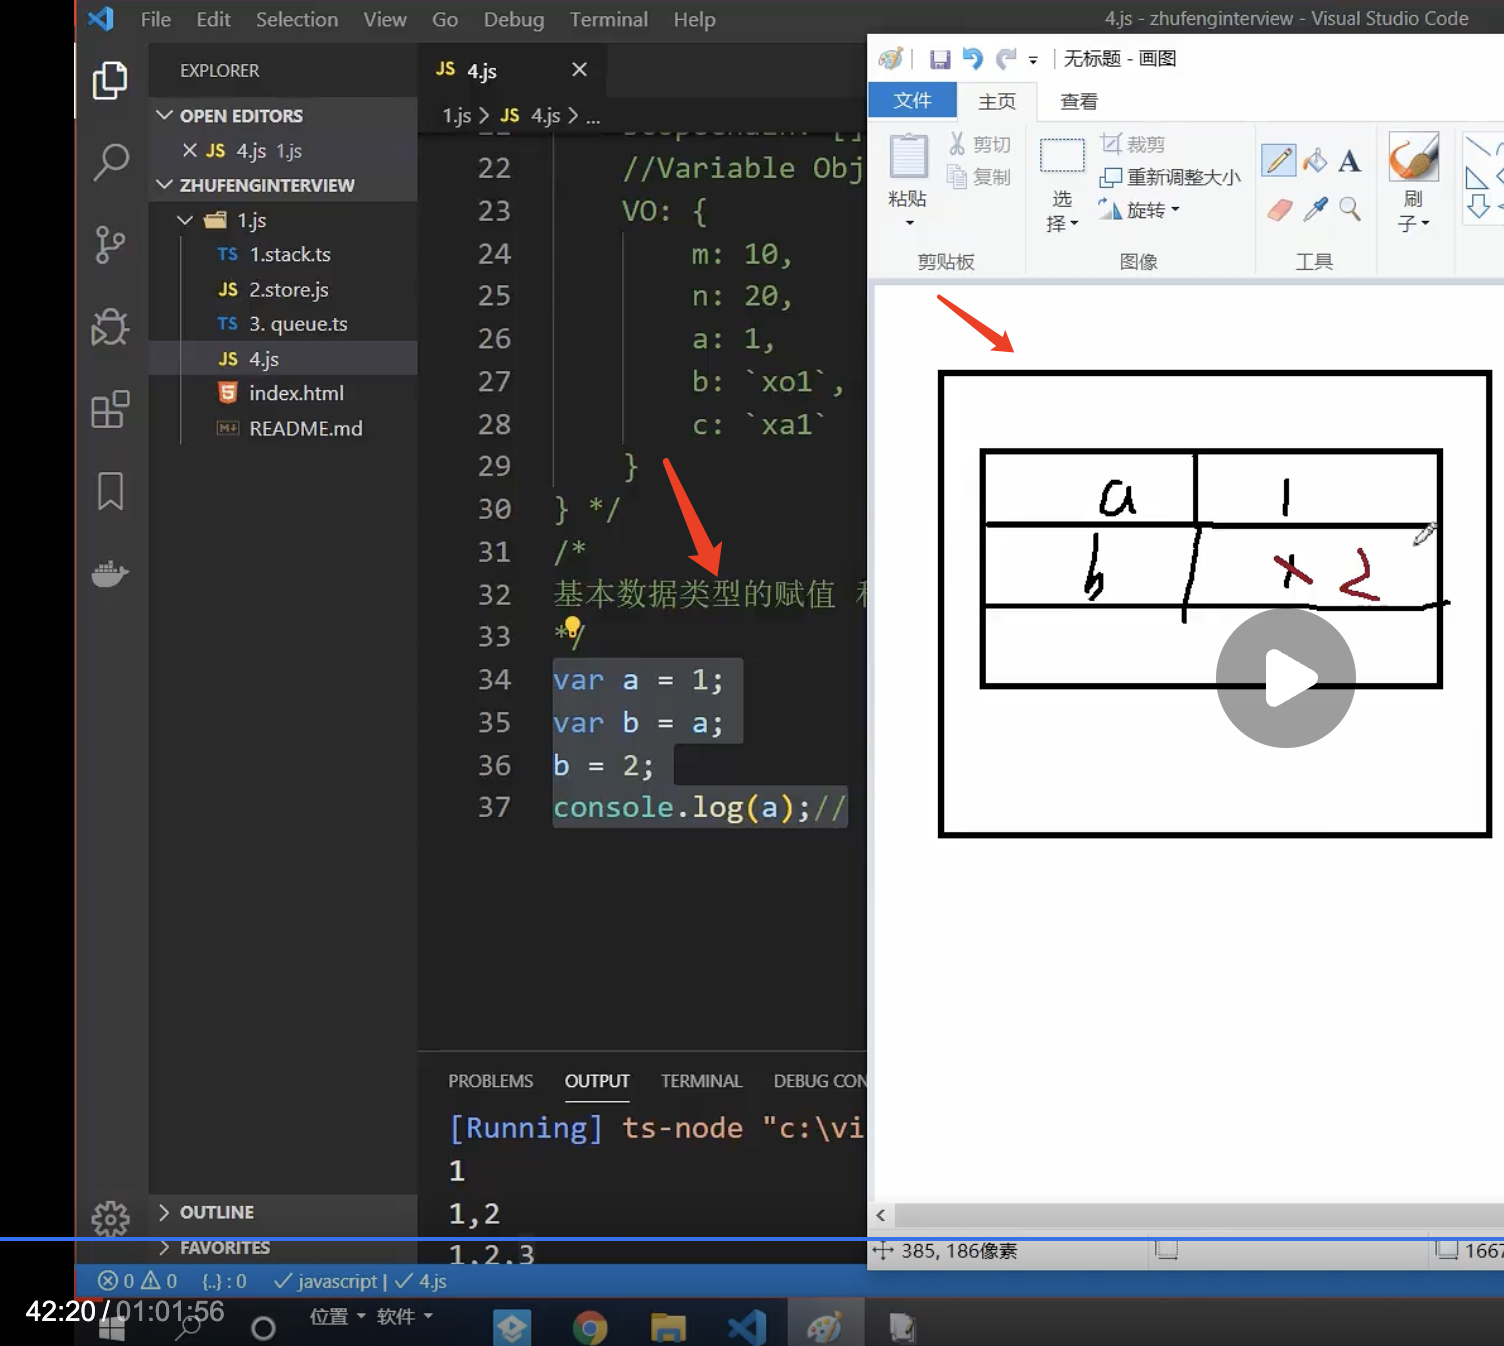 File Edit Selection View Go Debug Terminal Help
4.js - zhufenginterview - Visual Studio Code
EXPLORER
OPEN EDITORS
JS 4.js 1.js
ZHUFENGINTERVIEW
1.js
TS 1.stack.ts
JS 2.store.js
TS 3. queue.ts
JS 4.js
index.html
README.md
OUTLINE
FAVORITES
JS 4.js
1.js > JS 4.js > ...
22 //Variable Obj
23 VO: {
24 m: 10,
25 n: 20,
26 a: 1,
27 b: `xo1`,
28 c: `xa1`
29 }
30 } */
31 /*
32 基本数据类型的赋值
33 */
34 var a = 1;
35 var b = a;
36 b = 2;
37 console.log(a);//
PROBLEMS OUTPUT TERMINAL DEBUG CON
[Running] ts-node "c:\vi
1
1,2
1,2,3
无标题 - 画图
文件 主页 查看
粘贴
剪切
复制
剪贴板
选择
裁剪
重新调整大小
旋转
图像
A
工具
刷子
a 1
b 1 2
385, 186像素
1667
0 0 {..} : 0 javascript | 4.js
42:20 / 01:01:56
位置 软件